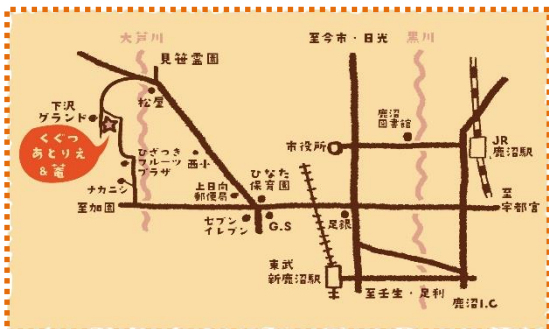 大芦川
見笹霊園
至今市・日光
黒川
下沢
グランド
松屋
くぐつ
あとりえ
&蔵
ひざつき
フルーツ
プラザ
西小
ナカニシ
上日向
郵便局
ひなた
保育園
至加園
セブン
イレブン
G.S
市役所
鹿沼
図書館
JR
鹿沼駅
至
宇都宮
足銀
東武
新鹿沼駅
至壬生・足利
鹿沼I.C